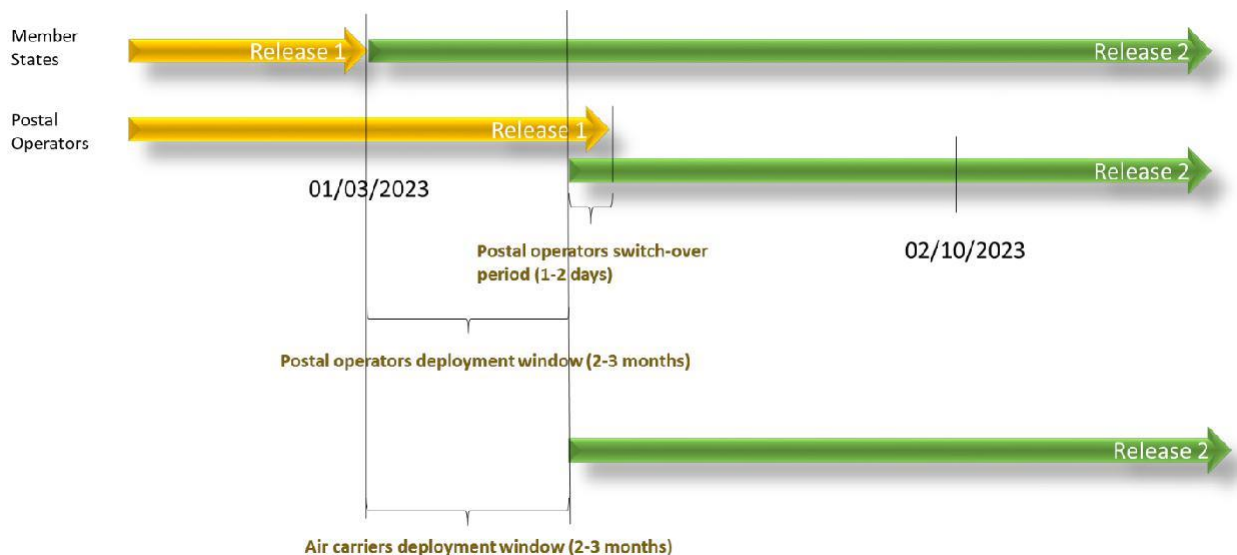 Member
States
Release 1
Release 2
Postal
Operators
Release 1
Release 2
01/03/2023
Postal operators switch-over
period (1-2 days)
02/10/2023
Postal operators deployment window (2-3 months)
Release 2
Air carriers deployment window (2-3 months)